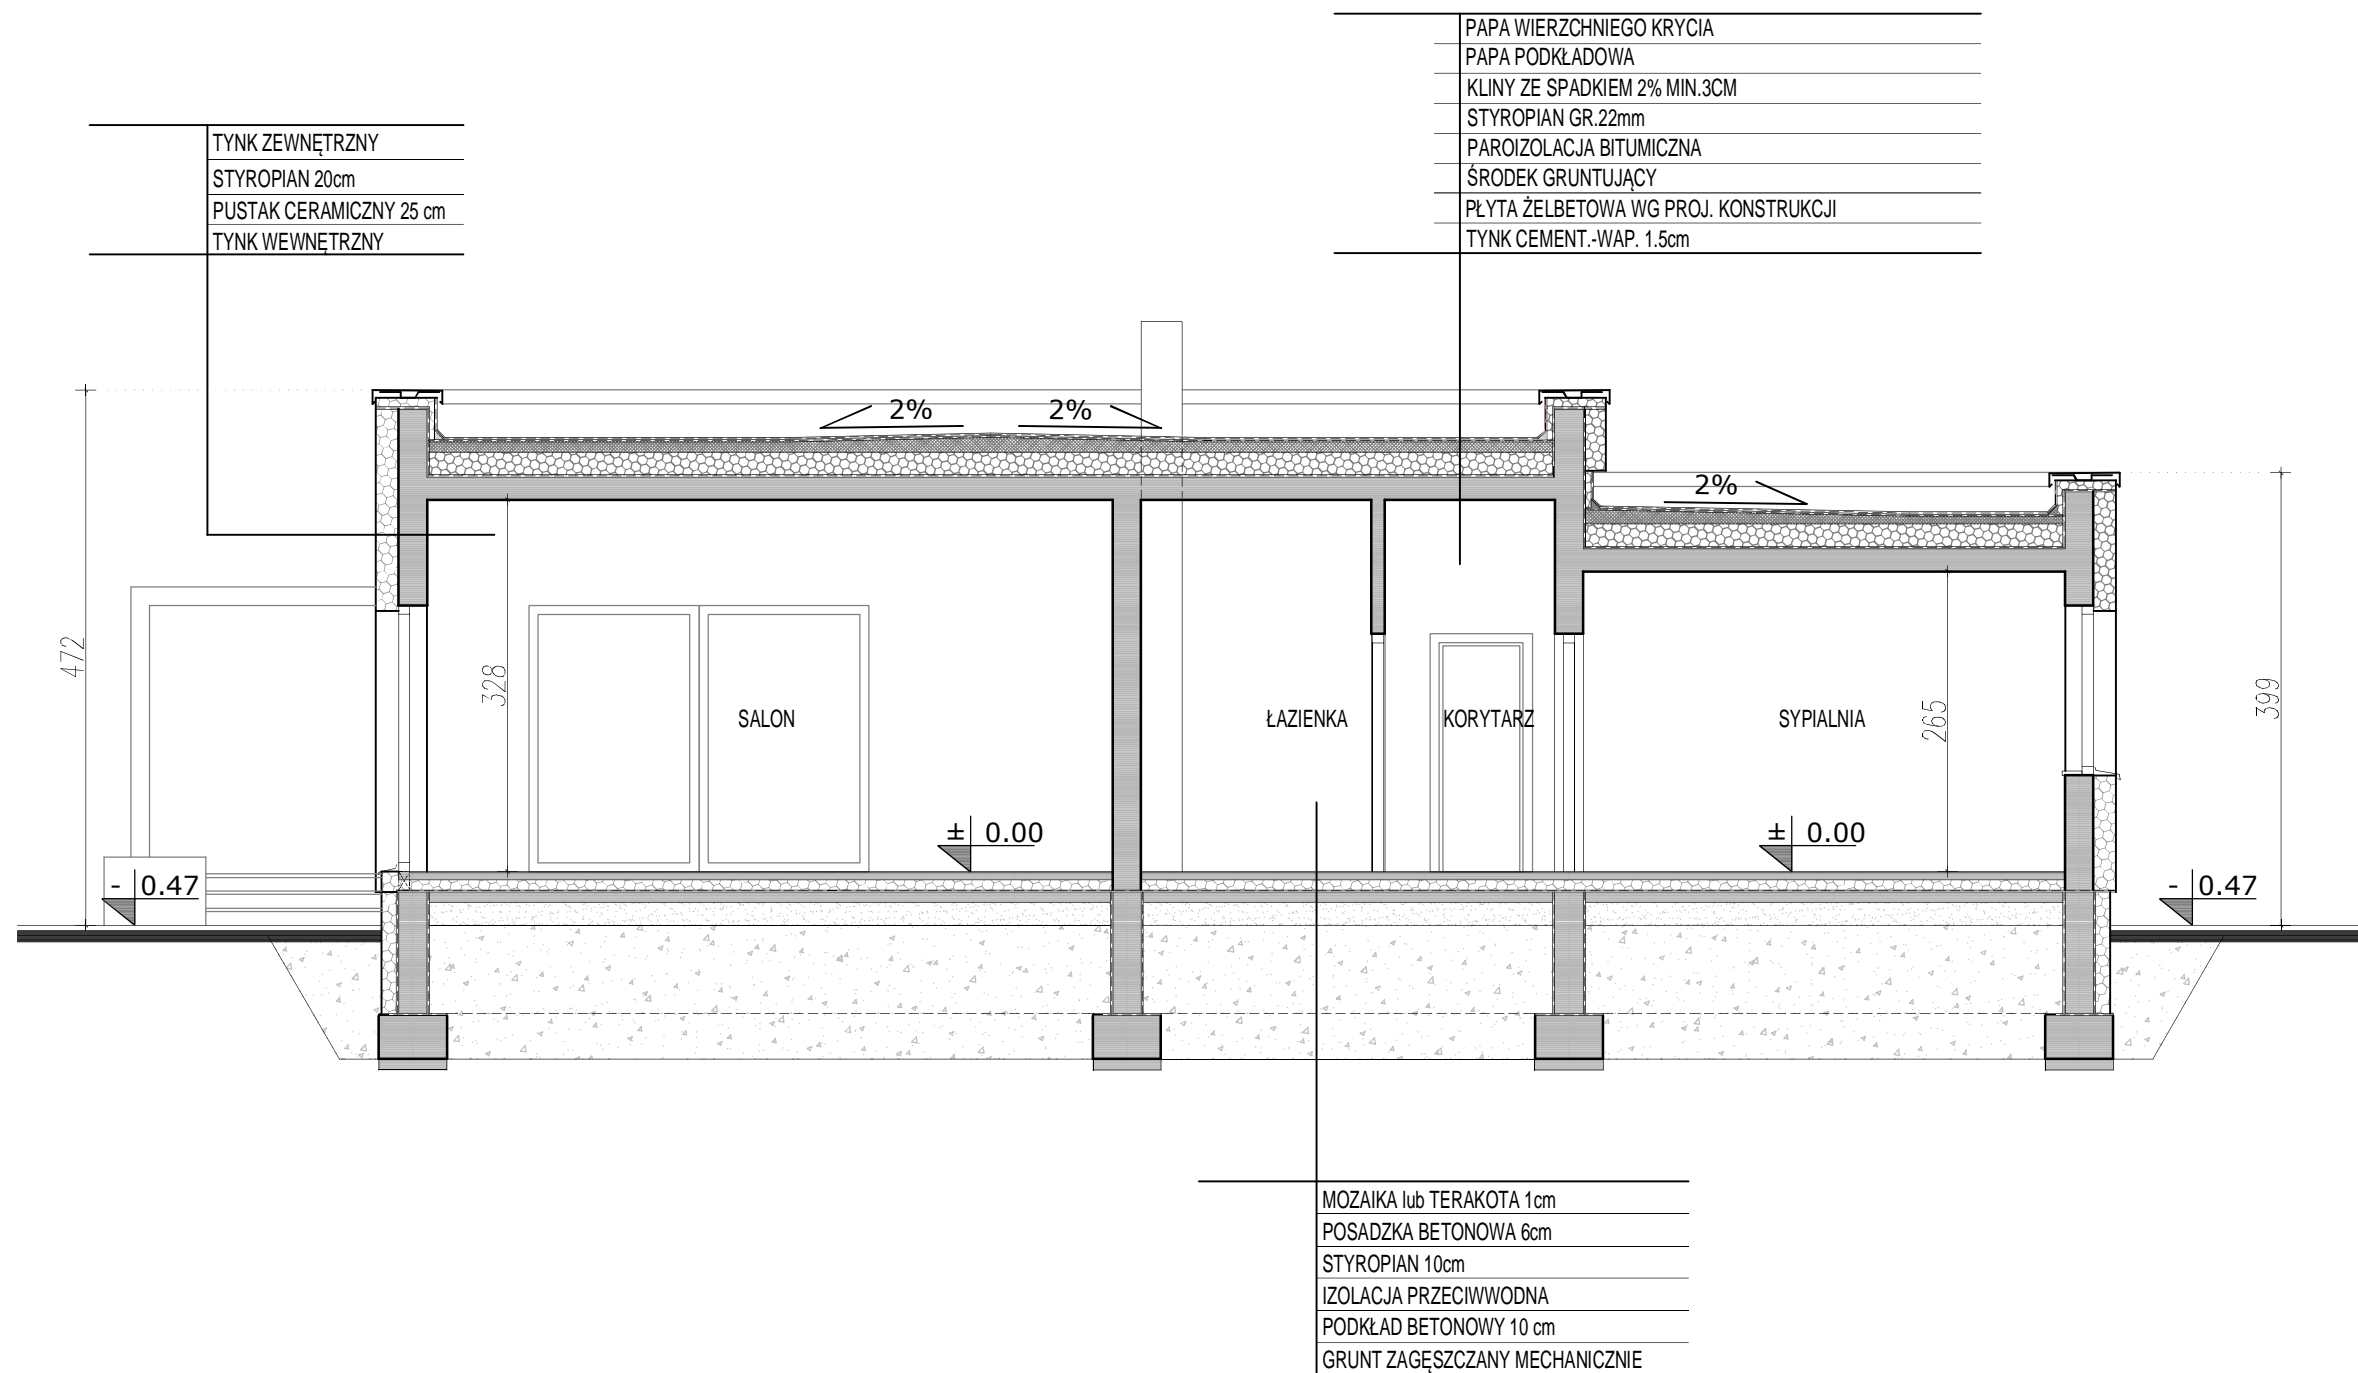 PAPA WIERZCHNIEGO KRYCIA
PAPA PODKŁADOWA
KLINY ZE SPADKIEM 2% MIN.3CM
STYROPIAN GR.22mm
PAROIZOLACJA BITUMICZNA
ŚRODEK GRUNTUJĄCY
PŁYTA ŻELBETOWA WG PROJ. KONSTRUKCJI
TYNK CEMENT.-WAP. 1.5cm
TYNK ZEWNĘTRZNY
STYROPIAN 20cm
PUSTAK CERAMICZNY 25 cm
TYNK WEWNĘTRZNY
2%
2%
2%
472
328
265
399
SALON
ŁAZIENKA
KORYTARZ
SYPIALNIA
± 0.00
± 0.00
- 0.47
- 0.47
MOZAIKA lub TERAKOTA 1cm
POSADZKA BETONOWA 6cm
STYROPIAN 10cm
IZOLACJA PRZECIWWODNA
PODKŁAD BETONOWY 10 cm
GRUNT ZAGĘSZCZANY MECHANICZNIE